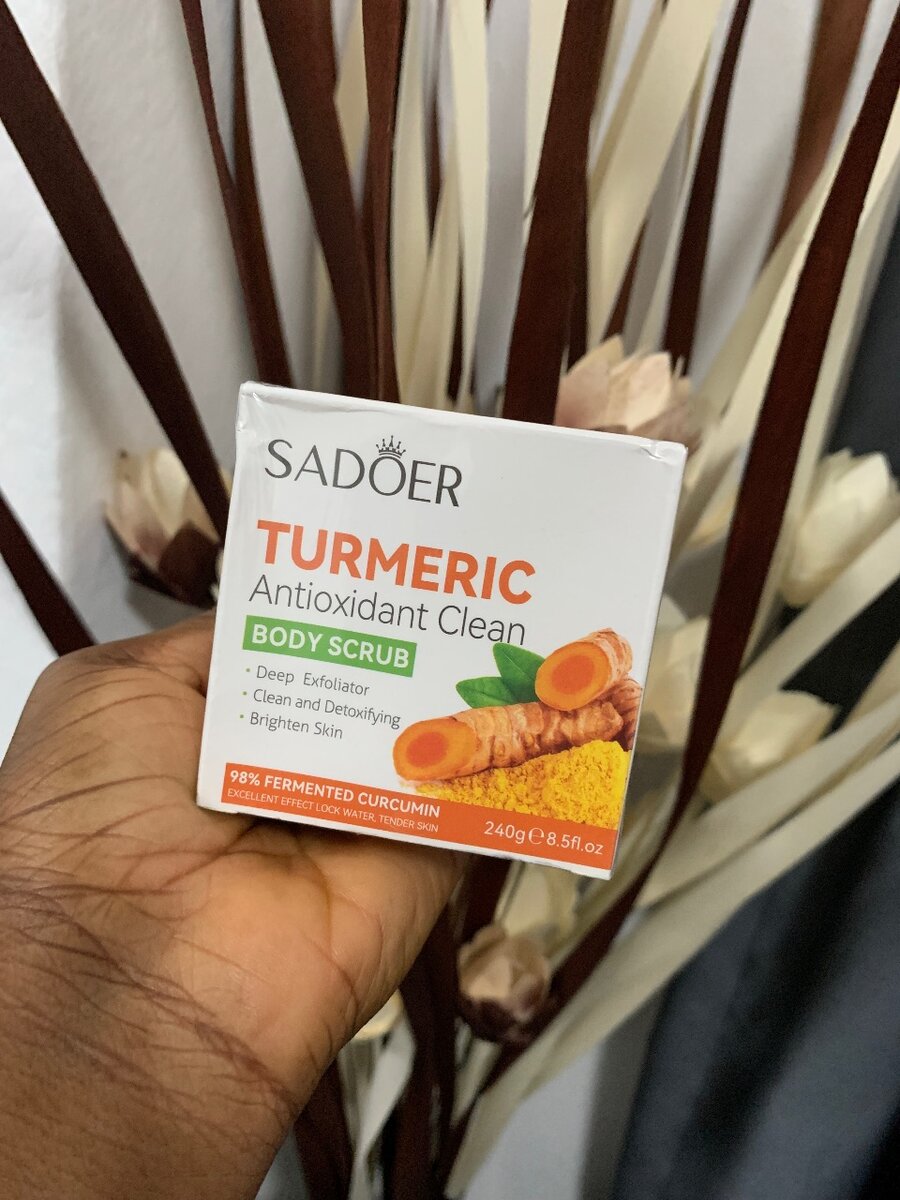 SADOER
TURMERIC
Antioxidant Clean
BODY SCRUB
• Deep Exfoliator
• Clean and Detoxifying
• Brighten Skin
98% FERMENTED CURCUMIN
EXCELLENT EFFECT LOCK WATER, TENDER SKIN
240g℮8.5fl.oz